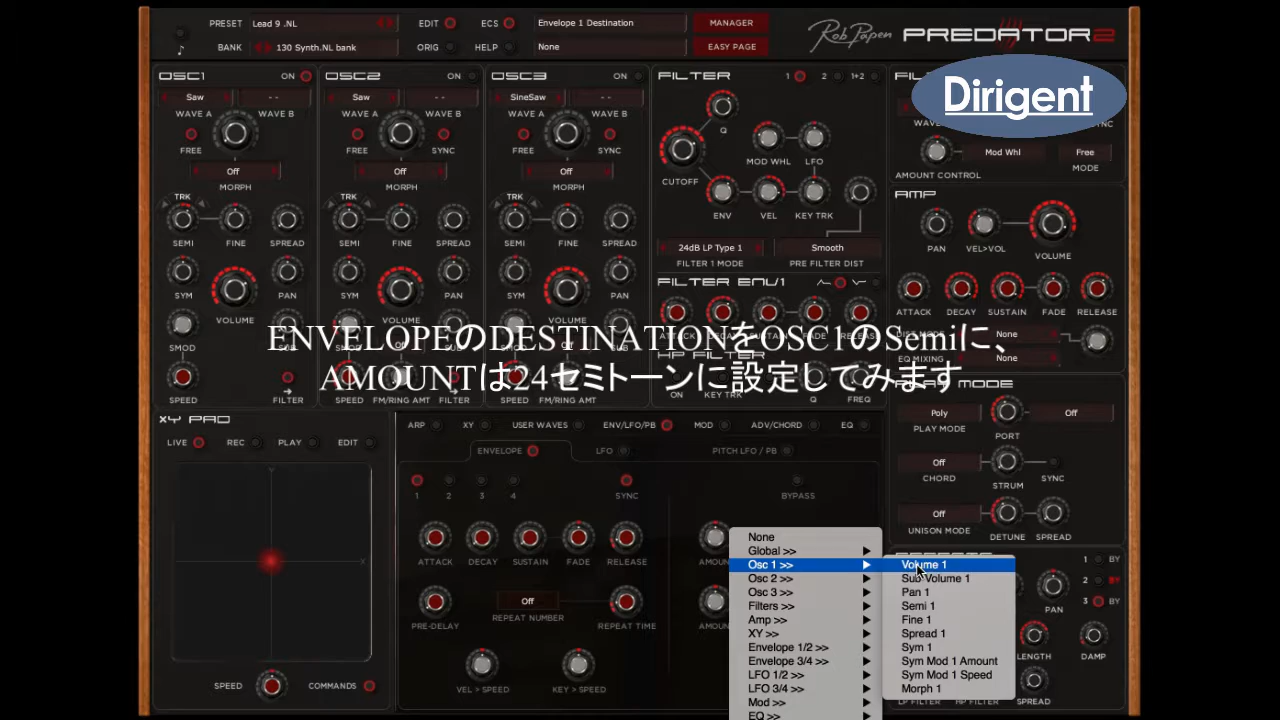 PRESET Lead 9 .NL EDIT ECS Envelope 1 Destination MANAGER
BANK 130 Synth.NL bank ORIG HELP None EASY PAGE
Rob Papen PREDATOR2
Dirigent
OSC1 ON
Saw - -
WAVE A WAVE B
FREE
Off
MORPH
TRK
SEMI FINE SPREAD
SYM VOLUME PAN
SMOD
SPEED FILTER
OSC2 ON
Saw - -
WAVE A WAVE B
FREE SYNC
Off
MORPH
TRK
SEMI FINE SPREAD
SYM VOLUME PAN
SMOD SUB
SPEED FM/RING AMT FILTER
OSC3 ON
SineSaw - -
WAVE A WAVE B
FREE SYNC
Off
MORPH
TRK
SEMI FINE SPREAD
SYM VOLUME PAN
SPEED FM/RING AMT
FILTER 1 2 1+2
Q
MOD WHL LFO
CUTOFF
ENV VEL KEY TRK
24dB LP Type 1 Smooth
FILTER 1 MODE PRE FILTER DIST
FILTER ENV1
HP FILTER
ON KEY TRK Q FREQ
Mod Whl Free
AMOUNT CONTROL MODE
AMP
PAN VEL>VOL VOLUME
ATTACK DECAY SUSTAIN FADE RELEASE
None
EQ MIXING None
ENVELOPEのDESTINATIONをOSC1のSemiに、
AMOUNTは24セミトーンに設定してみます
Poly Off
PLAY MODE PORT
Off
CHORD STRUM SYNC
Off
UNISON MODE DETUNE SPREAD
XY PAD
LIVE REC PLAY EDIT
Y
X
SPEED COMMANDS
ARP XY USER WAVES ENV/LFO/PB MOD ADV/CHORD EQ
ENVELOPE LFO PITCH LFO / PB
1 2 3 4 SYNC BYPASS
ATTACK DECAY SUSTAIN FADE RELEASE
Off
PRE-DELAY REPEAT NUMBER REPEAT TIME
VEL > SPEED KEY > SPEED
None
Global >>
Osc 1 >>
Osc 2 >>
Osc 3 >>
Filters >>
Amp >>
XY >>
Envelope 1/2 >>
Envelope 3/4 >>
LFO 1/2 >>
LFO 3/4 >>
Mod >>
EQ >>
Volume 1
Sub Volume 1
Pan 1
Semi 1
Fine 1
Spread 1
Sym 1
Sym Mod 1 Amount
Sym Mod 1 Speed
Morph 1
1 BY
2 BY
3 BY
PAN
LENGTH DAMP
LP FILTER HP FILTER SPREAD